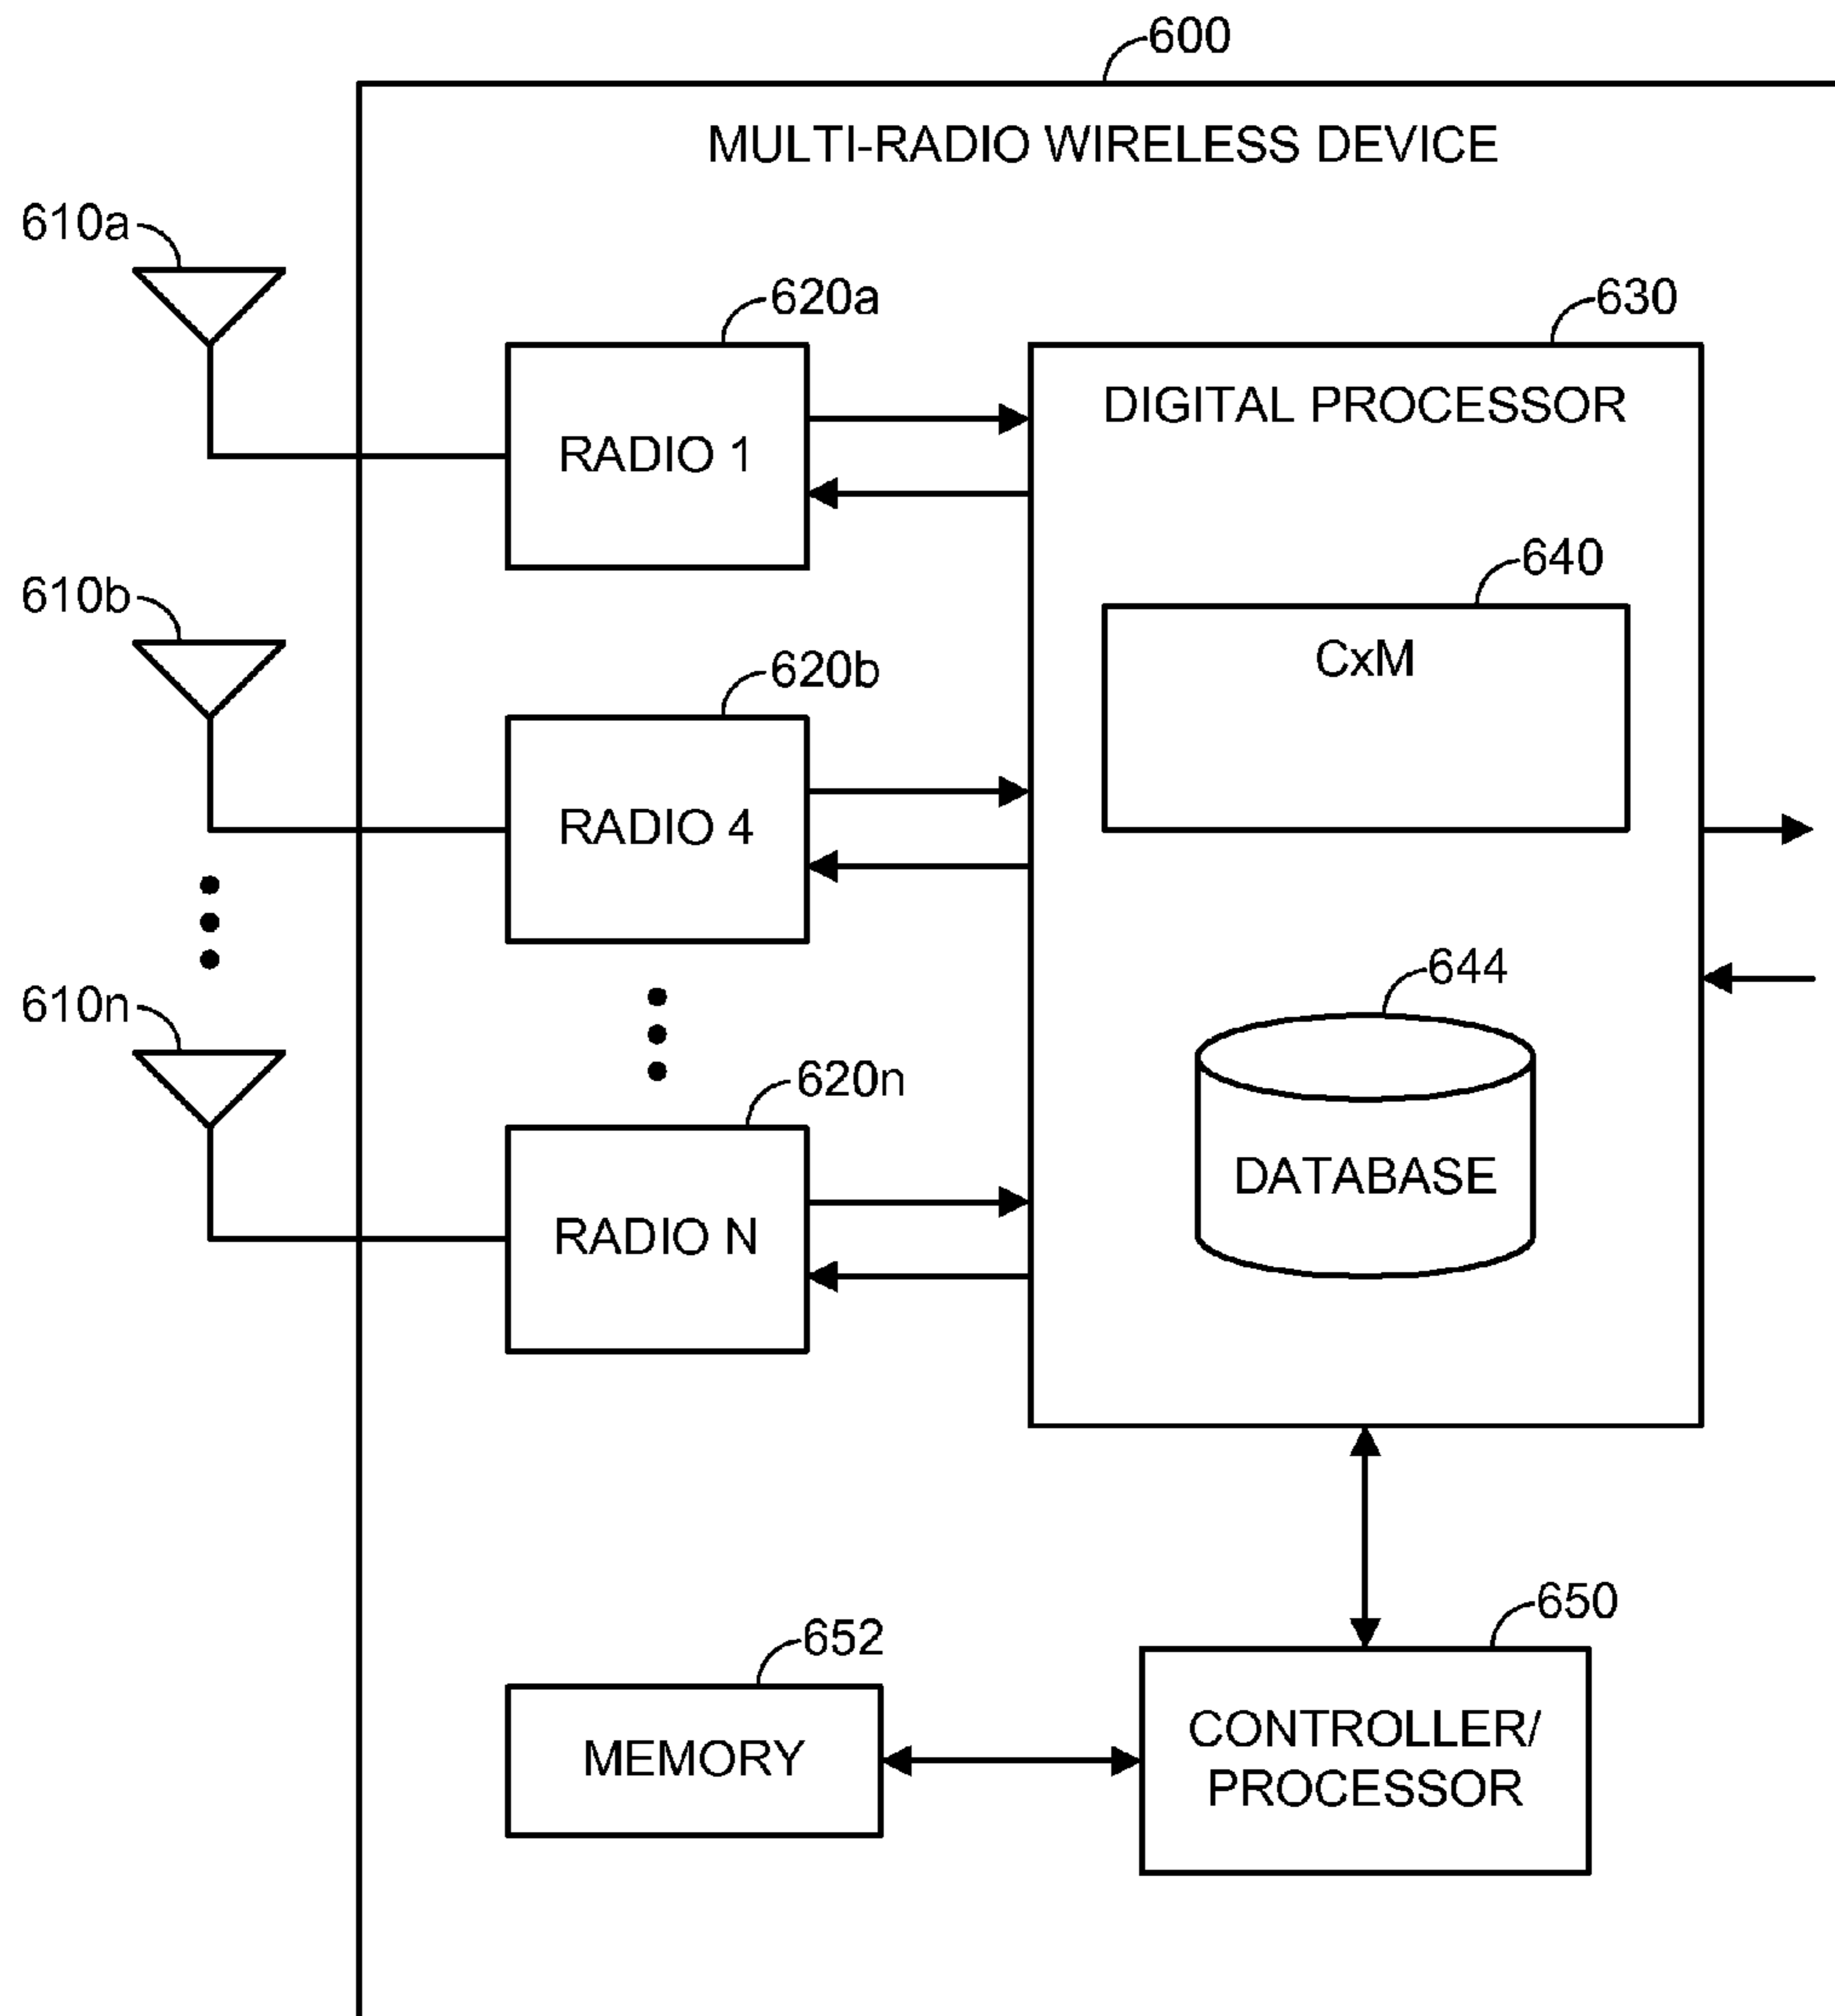 600
MULTI-RADIO WIRELESS DEVICE
610a
620a
630
RADIO 1
DIGITAL PROCESSOR
640
CxM
610b
620b
RADIO 4
644
DATABASE
610n
620n
RADIO N
652
MEMORY
650
CONTROLLER/
PROCESSOR